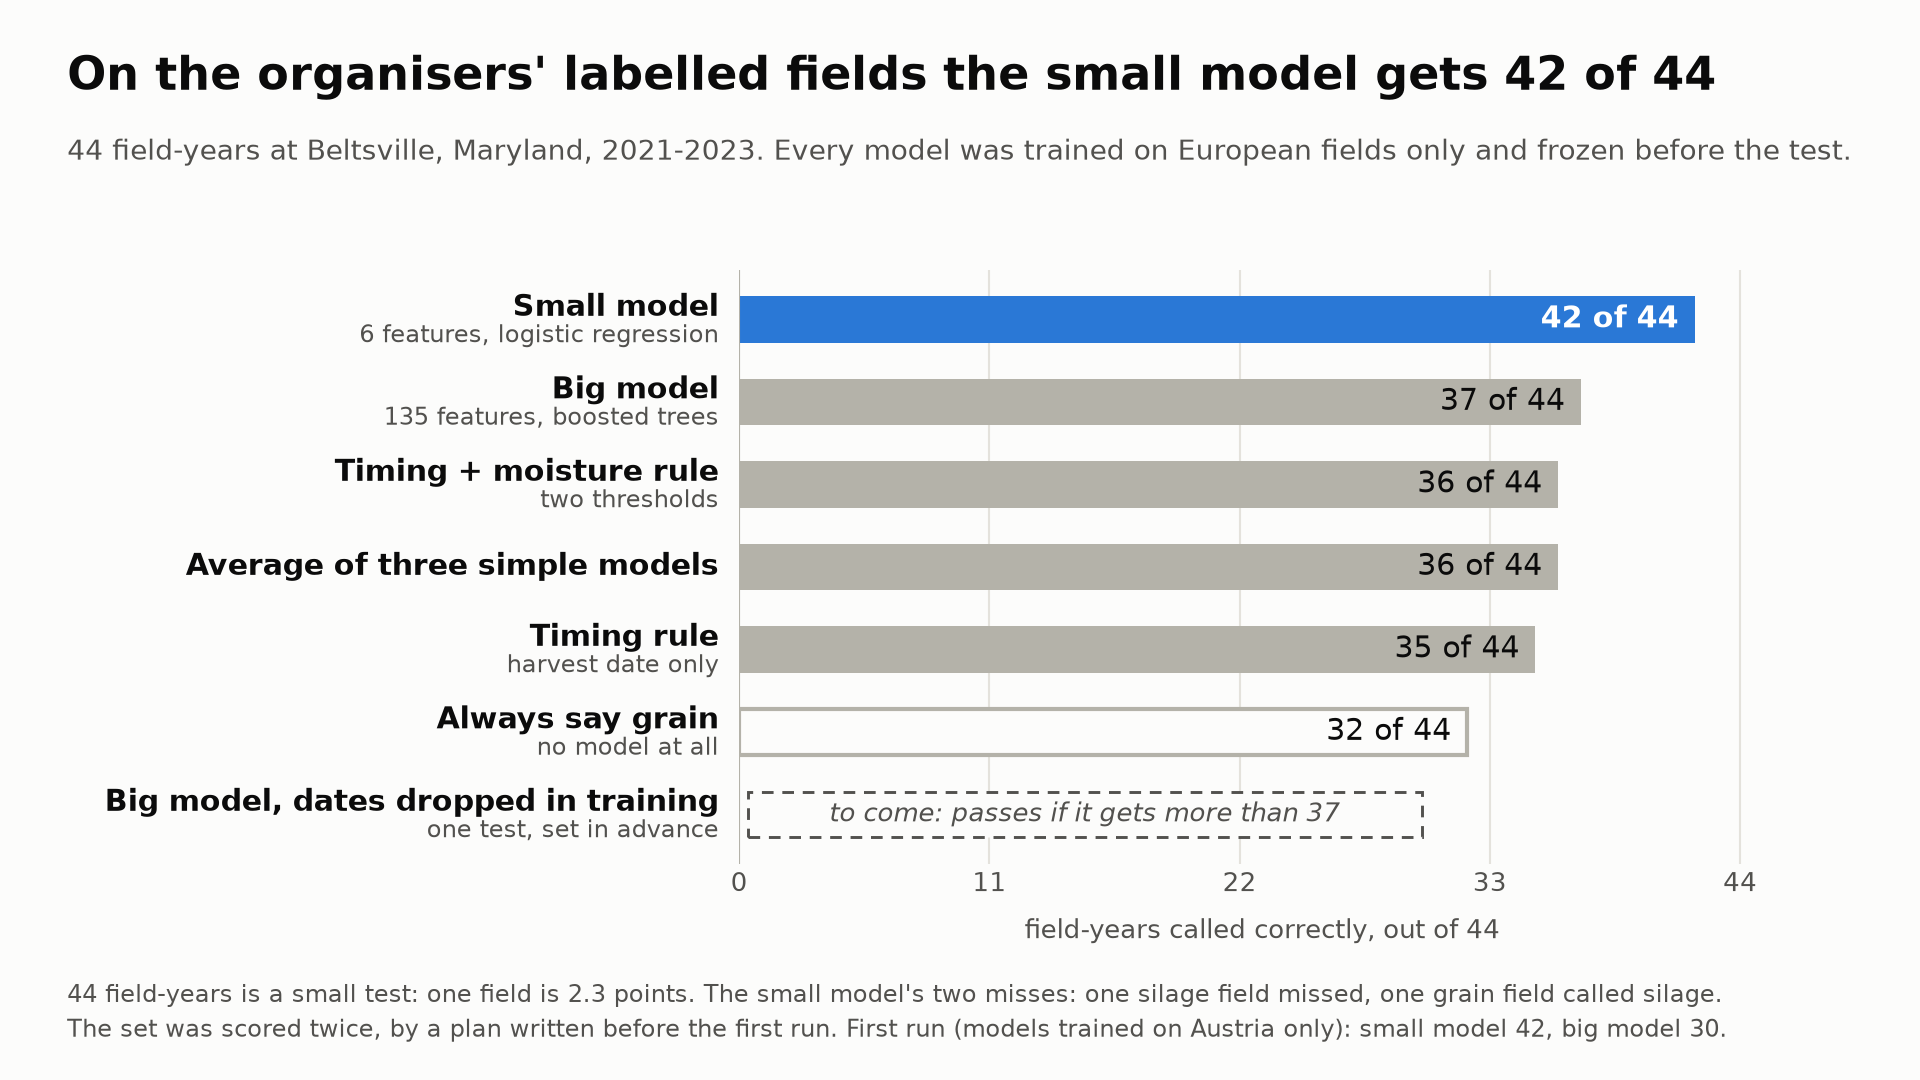 On the organisers' labelled fields the small model gets 42 of 44
44 field-years at Beltsville, Maryland, 2021-2023. Every model was trained on European fields only and frozen before the test.
Small model
6 features, logistic regression
42 of 44
Big model
135 features, boosted trees
37 of 44
Timing + moisture rule
two thresholds
36 of 44
Average of three simple models
36 of 44
Timing rule
harvest date only
35 of 44
Always say grain
no model at all
32 of 44
Big model, dates dropped in training
one test, set in advance
to come: passes if it gets more than 37
0 11 22 33 44
field-years called correctly, out of 44
44 field-years is a small test: one field is 2.3 points. The small model's two misses: one silage field missed, one grain field called silage.
The set was scored twice, by a plan written before the first run. First run (models trained on Austria only): small model 42, big model 30.